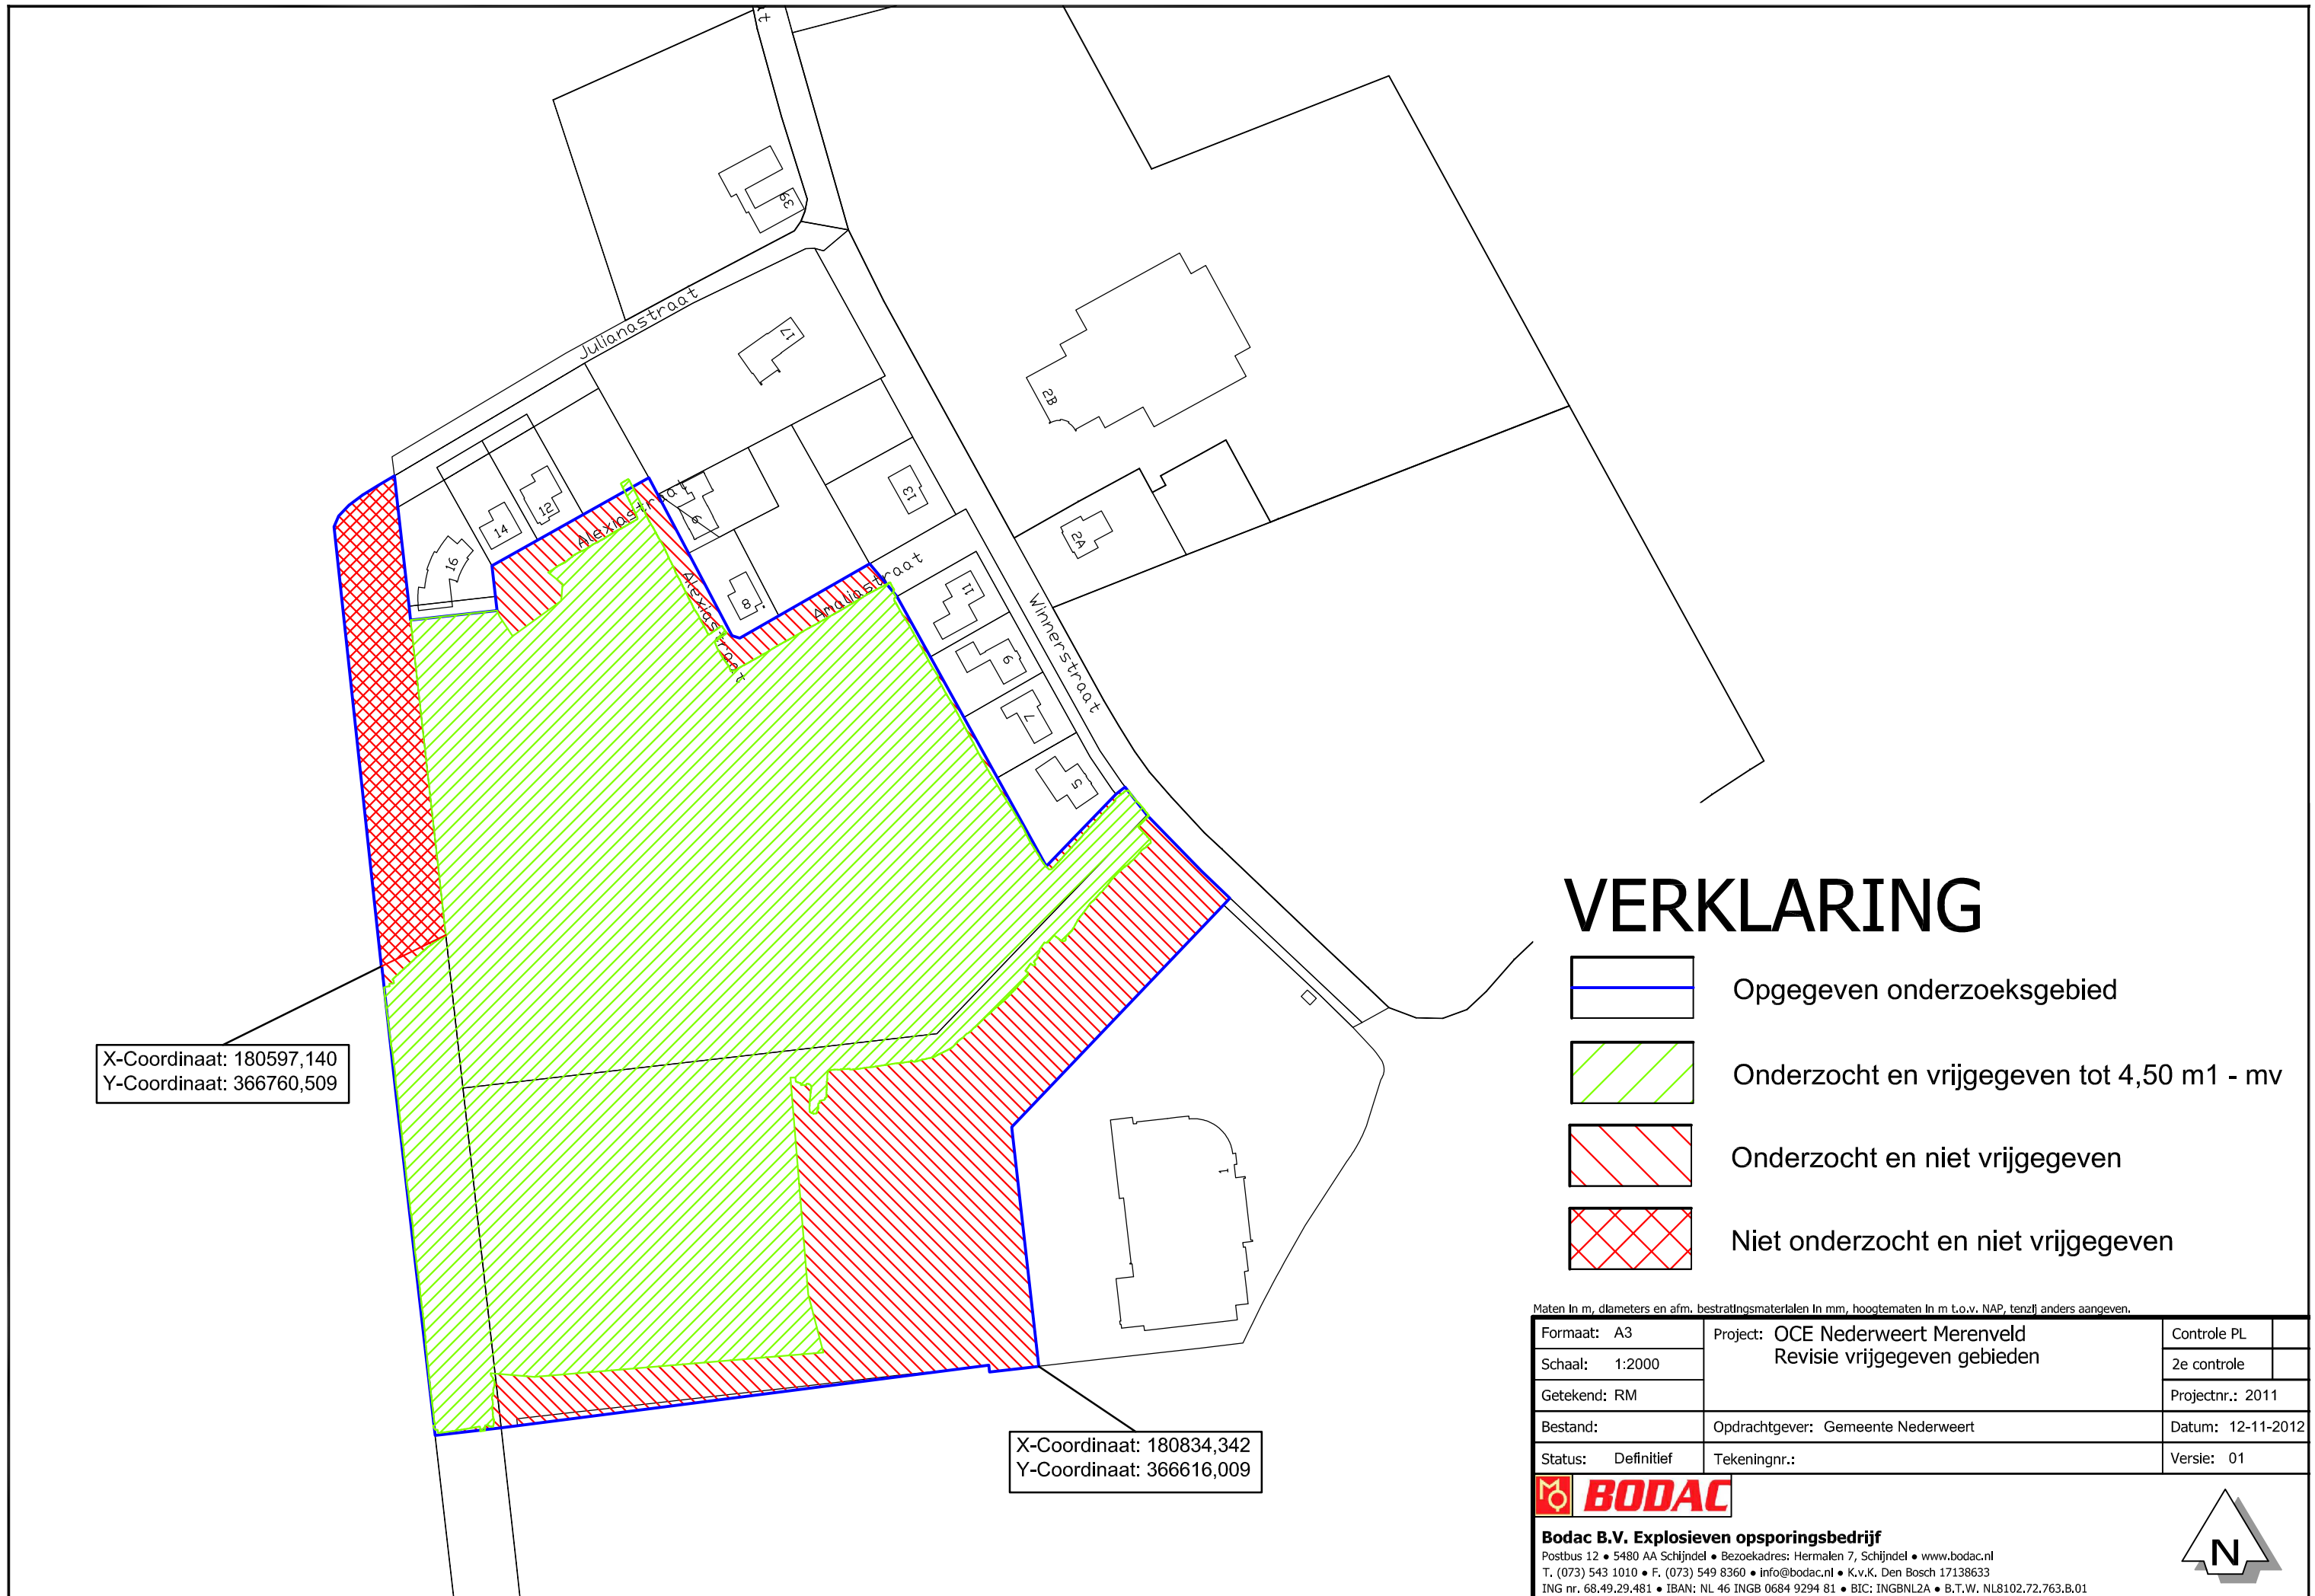 Julianastraat
39
17
2B
12
14
16
Alexiastraat
9
13
8
Alexiastraat
Amaliastraat
11
2A
Winnerstraat
9
7
5
1
X-Coordinaat: 180597,140
Y-Coordinaat: 366760,509
X-Coordinaat: 180834,342
Y-Coordinaat: 366616,009
VERKLARING
Opgegeven onderzoeksgebied
Onderzocht en vrijgegeven tot 4,50 m1 - mv
Onderzocht en niet vrijgegeven
Niet onderzocht en niet vrijgegeven
Maten in m, diameters en afm. bestratingsmaterialen in mm, hoogtematen in m t.o.v. NAP, tenzij anders aangeven.
Formaat: A3
Project: OCE Nederweert Merenveld
Revisie vrijgegeven gebieden
Controle PL
Schaal: 1:2000
2e controle
Getekend: RM
Projectnr.: 2011
Bestand:
Opdrachtgever: Gemeente Nederweert
Datum: 12-11-2012
Status: Definitief
Tekeningnr.:
Versie: 01
BODAC
Bodac B.V. Explosieven opsporingsbedrijf
Postbus 12 • 5480 AA Schijndel • Bezoekadres: Hermalen 7, Schijndel • www.bodac.nl
T. (073) 543 1010 • F. (073) 549 8360 • info@bodac.nl • K.v.K. Den Bosch 17138633
ING nr. 68.49.29.481 • IBAN: NL 46 INGB 0684 9294 81 • BIC: INGBNL2A • B.T.W. NL8102.72.763.B.01
N